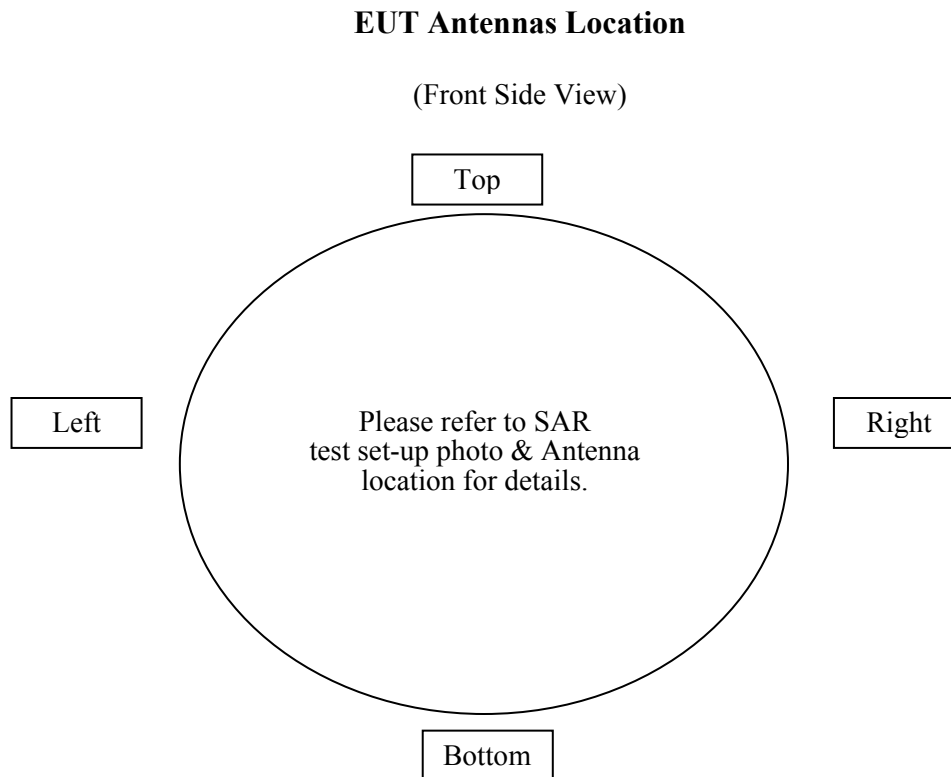 EUT Antennas Location
(Front Side View)
Top
Left
Please refer to SAR
test set-up photo & Antenna
location for details.
Right
Bottom